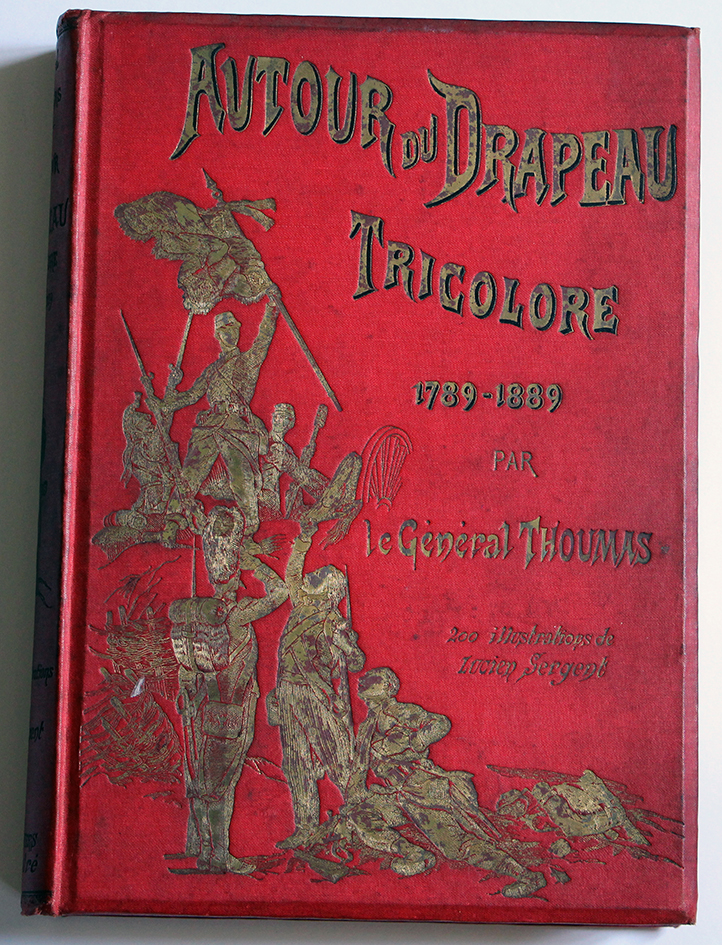 AUTOUR DU DRAPEAU
TRICOLORE
1789-1889
PAR
le Général THOUMAS
200 illustrations de
Lucien Sergent